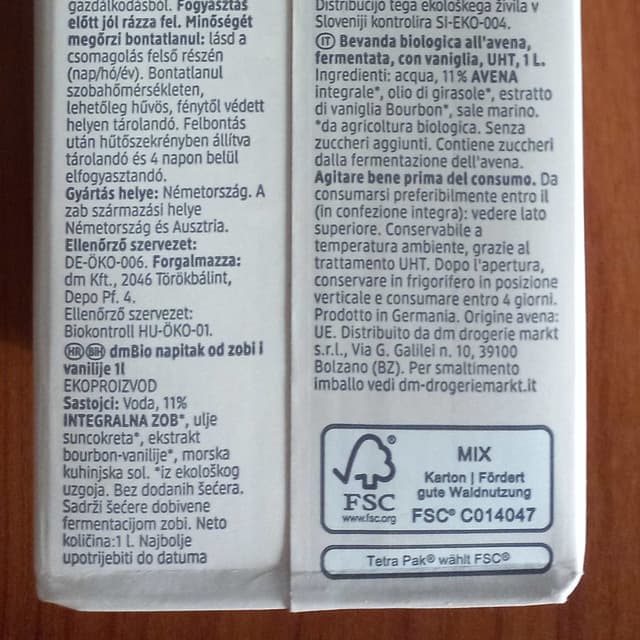 gazdálkodásból. Fogyasztás
előtt jól rázza fel. Minőségét
megőrzi bontatlanul: lásd a
csomagolás felső részén
(nap/hó/év). Bontatlanul
szobahőmérsékleten,
lehetőleg hűvös, fénytől védett
helyen tárolandó. Felbontás
után hűtőszekrényben állítva
tárolandó és 4 napon belül
elfogyasztandó.
Gyártás helye: Németország. A
zab származási helye
Németország és Ausztria.
Ellenőrző szervezet:
DE-ÖKO-006. Forgalmazza:
dm Kft., 2046 Törökbálint,
Depo Pf. 4.
Ellenőrző szervezet:
Biokontroll HU-ÖKO-01.
HR BIH dmBio napitak od zobi i
vanilije 1l
EKOPROIZVOD
Sastojci: Voda, 11%
INTEGRALNA ZOB*, ulje
suncokreta*, ekstrakt
bourbon-vanilije*, morska
kuhinjska sol. *iz ekološkog
uzgoja. Bez dodanih šećera.
Sadrži šećere dobivene
fermentacijom zobi. Neto
količina:1 L. Najbolje
upotrijebiti do datuma
Distribucijo tega ekološkega živila v
Sloveniji kontrolira SI-EKO-004.
IT Bevanda biologica all'avena,
fermentata, con vaniglia, UHT, 1 L.
Ingredienti: acqua, 11% AVENA
integrale*, olio di girasole*, estratto
di vaniglia Bourbon*, sale marino.
*da agricoltura biologica. Senza
zuccheri aggiunti. Contiene zuccheri
dalla fermentazione dell'avena.
Agitare bene prima del consumo. Da
consumarsi preferibilmente entro il
(in confezione integra): vedere lato
superiore. Conservabile a
temperatura ambiente, grazie al
trattamento UHT. Dopo l'apertura,
conservare in frigorifero in posizione
verticale e consumare entro 4 giorni.
Prodotto in Germania. Origine avena:
UE. Distribuito da dm drogerie markt
s.r.l., Via G. Galilei n. 10, 39100
Bolzano (BZ). Per smaltimento
imballo vedi dm-drogeriemarkt.it
FSC
www.fsc.org
MIX
Karton | Fördert
gute Waldnutzung
FSC® C014047
Tetra Pak® wählt FSC®